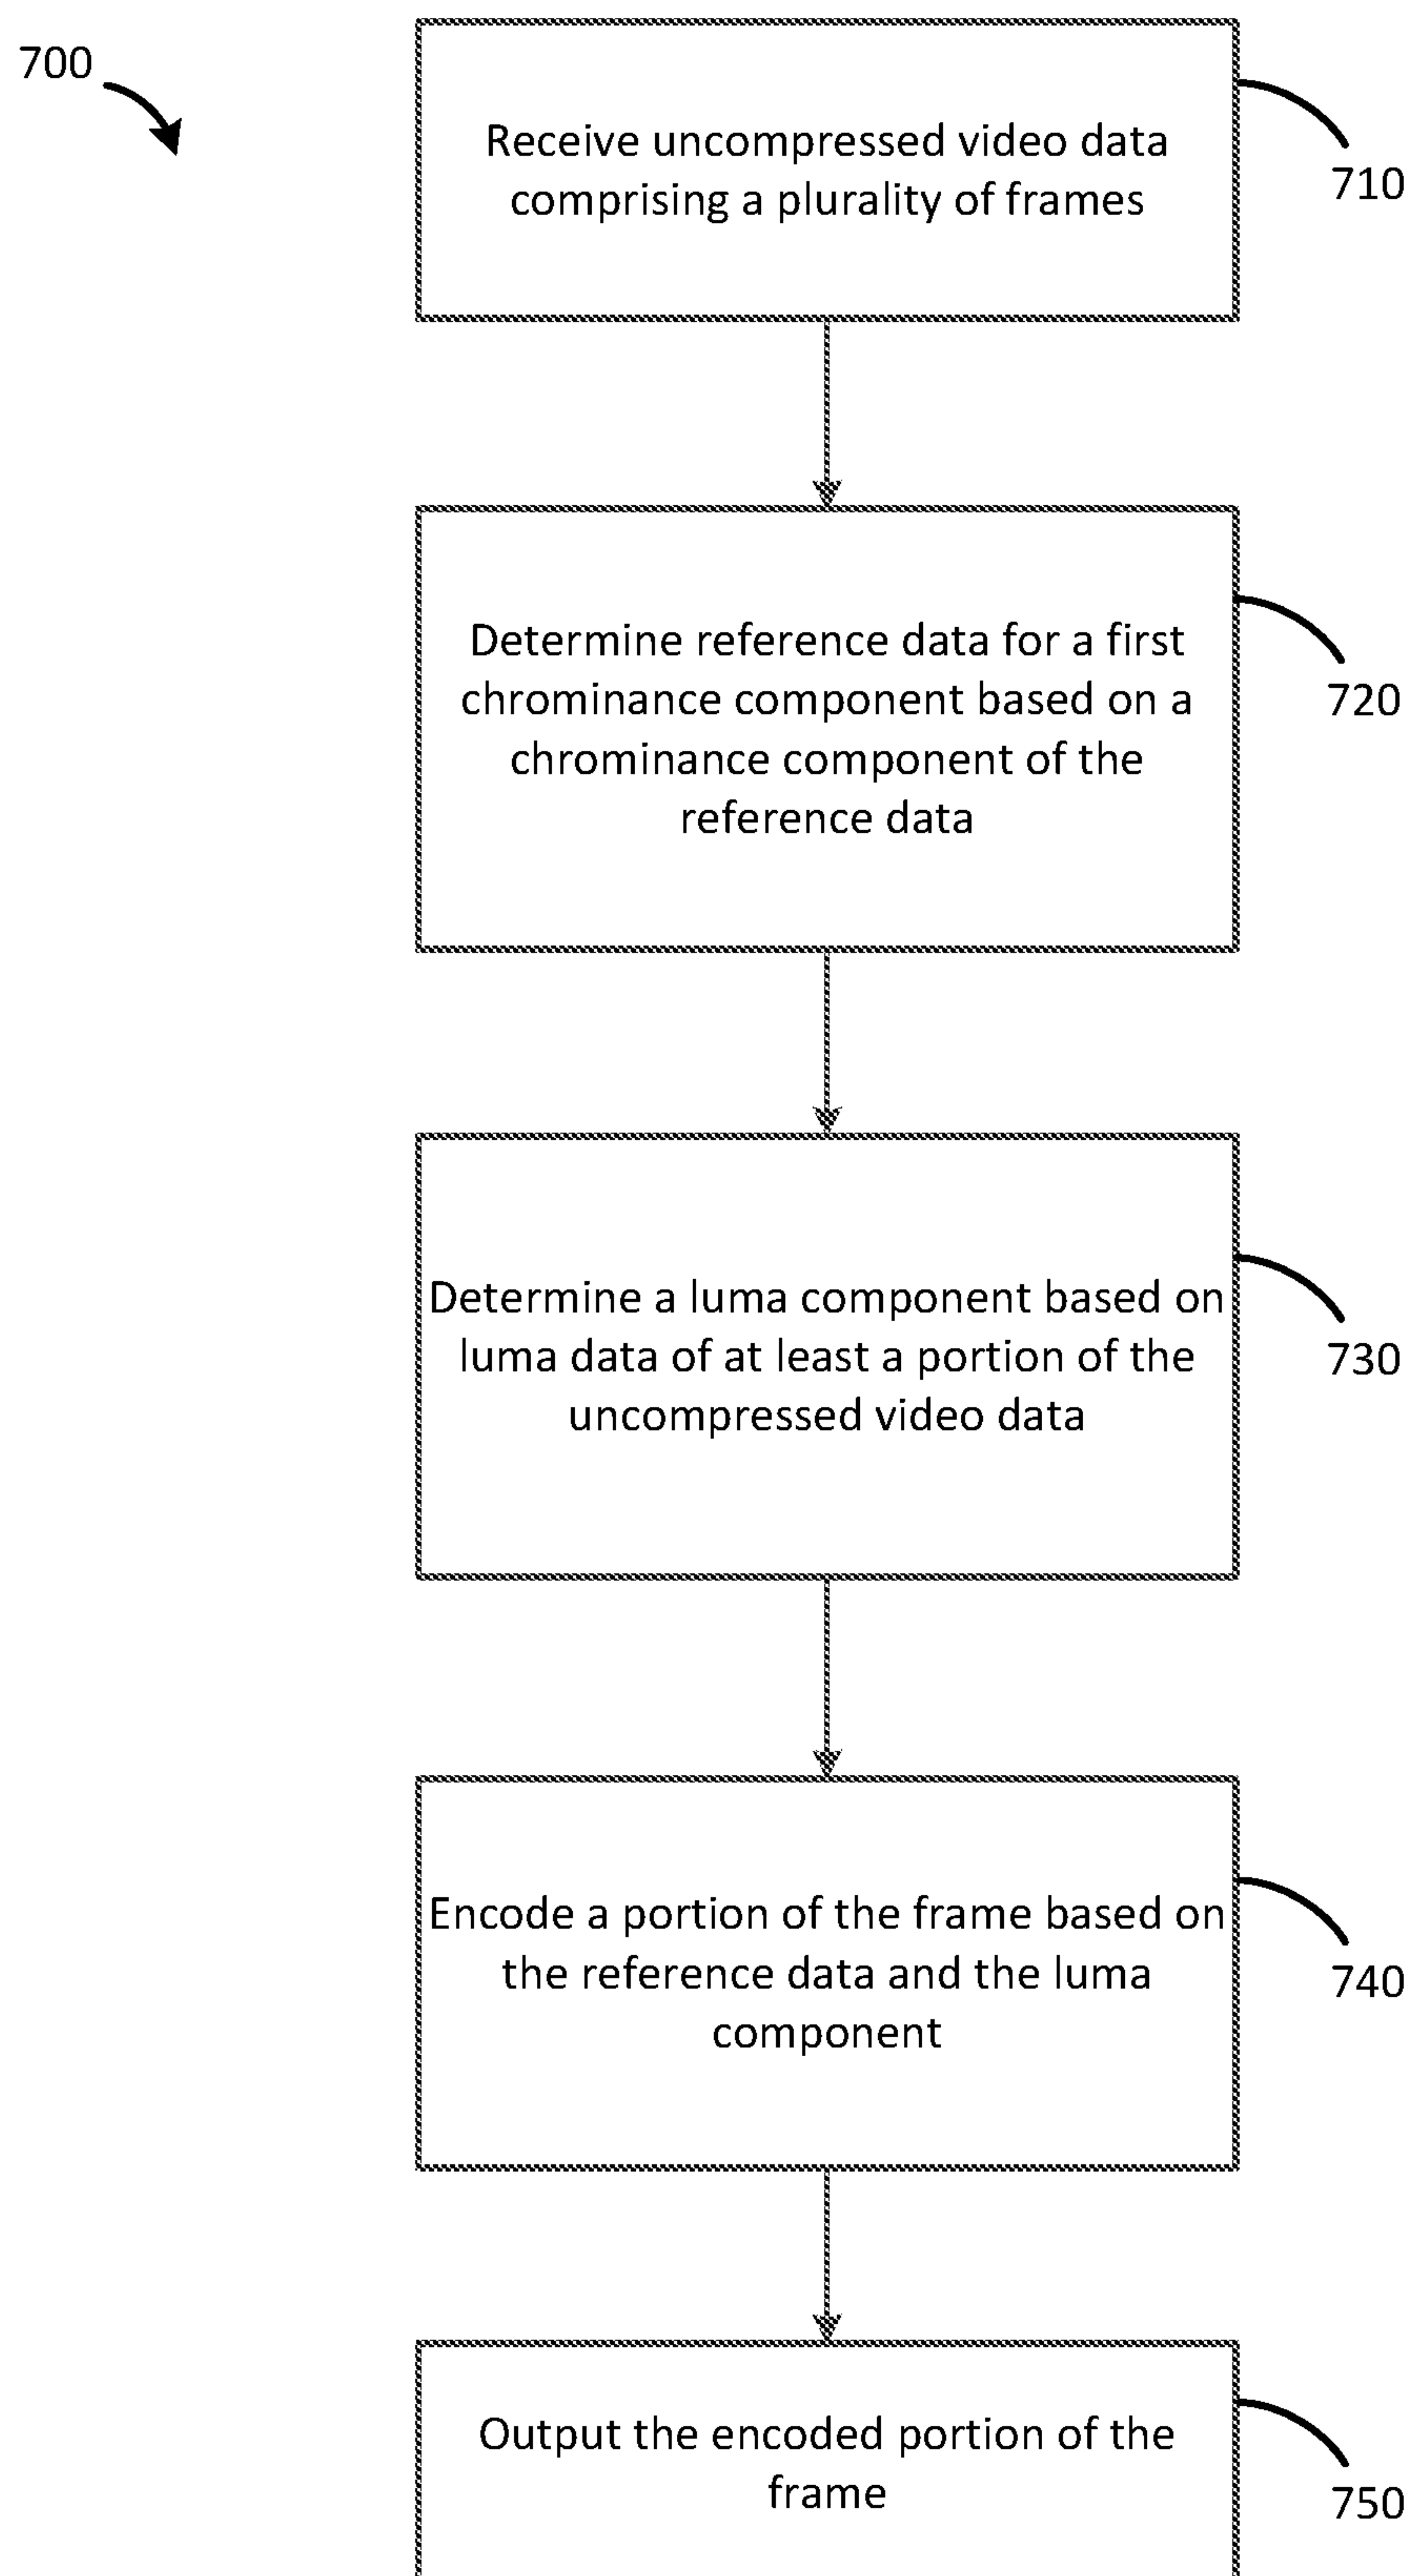 700
Receive uncompressed video data
comprising a plurality of frames
710
Determine reference data for a first
chrominance component based on a
chrominance component of the
reference data
720
Determine a luma component based on
luma data of at least a portion of the
uncompressed video data
730
Encode a portion of the frame based on
the reference data and the luma
component
740
Output the encoded portion of the
frame
750